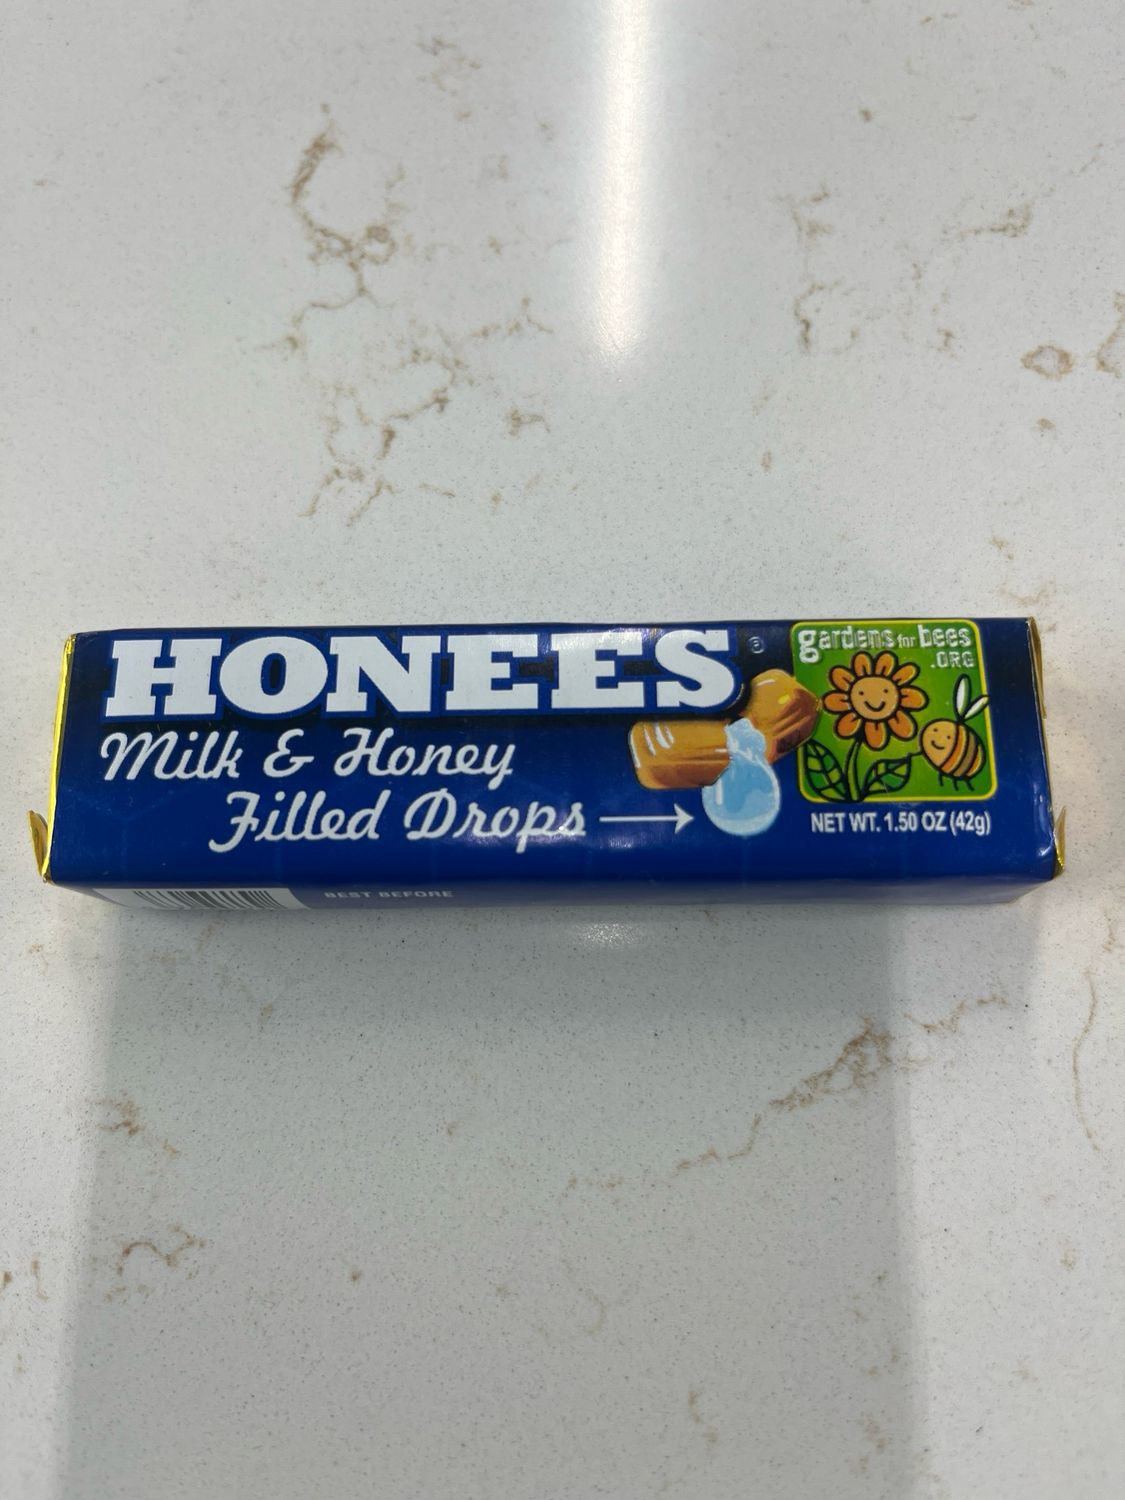 HONEES®
Milk & Honey
Filled Drops
gardens for bees
.ORG
NET WT. 1.50 OZ (42g)
BEST BEFORE